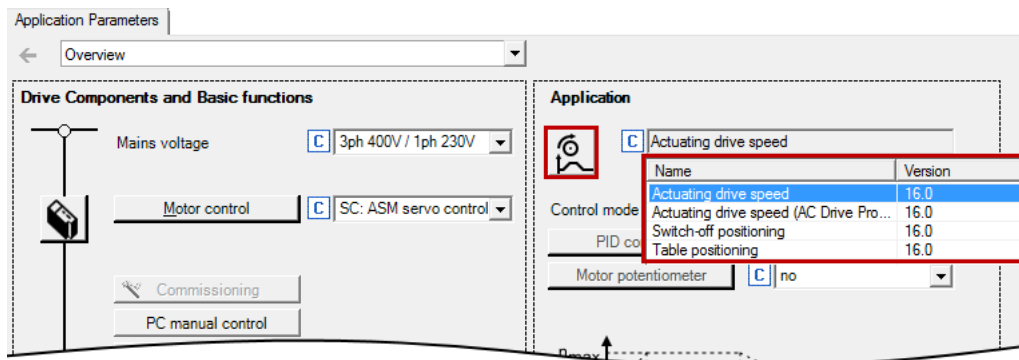 Application Parameters
Overview
Drive Components and Basic functions
Mains voltage
C
3ph 400V / 1ph 230V
Motor control
C
SC: ASM servo control
Commissioning
PC manual control
Application
C
Actuating drive speed
Name Version
Actuating drive speed 16.0
Actuating drive speed (AC Drive Pro... 16.0
Switch-off positioning 16.0
Table positioning 16.0
Control mode
PID co
Motor potentiometer
C
no